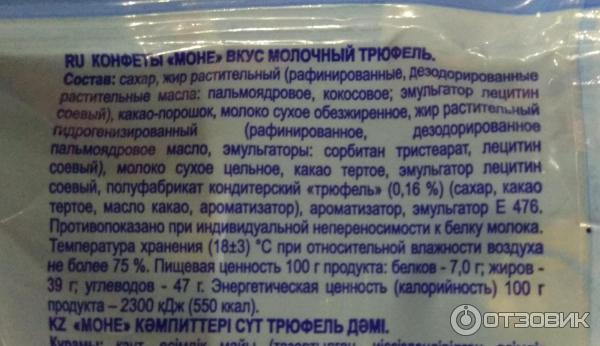 RU КОНФЕТЫ «МОНЕ» ВКУС МОЛОЧНЫЙ ТРЮФЕЛЬ.
Состав: сахар, жир растительный (рафинированные, дезодорированные
растительные масла: пальмоядровое, кокосовое; эмульгатор лецитин
соевый), какао-порошок, молоко сухое обезжиренное, жир растительный
гидрогенизированный (рафинированное, дезодорированное
пальмоядровое масло, эмульгаторы: сорбитан тристеарат, лецитин
соевый), молоко сухое цельное, какао тертое, эмульгатор лецитин
соевый, полуфабрикат кондитерский «трюфель» (0,16 %) (сахар, какао
тертое, масло какао, ароматизатор), ароматизатор, эмульгатор Е 476.
Противопоказано при индивидуальной непереносимости к белку молока.
Температура хранения (18±3) °С при относительной влажности воздуха
не более 75 %. Пищевая ценность 100 г продукта: белков - 7,0 г; жиров -
39 г; углеводов - 47 г. Энергетическая ценность (калорийность) 100 г
продукта – 2300 кДж (550 ккал).
KZ «МОНЕ» КӘМПИТТЕРІ СҮТ ТРЮФЕЛЬ ДӘМІ.
ОТЗОВИК